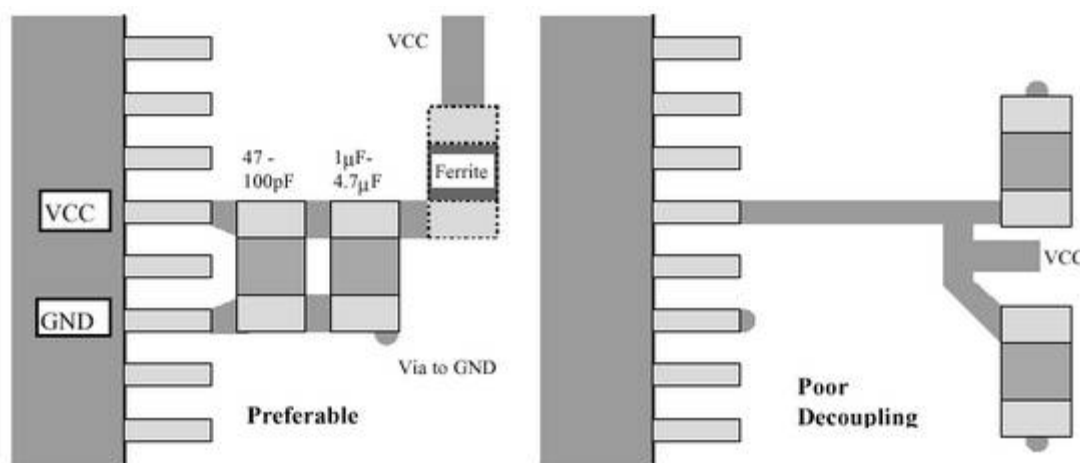 VCC
47 -
100pF
1µF-
4.7µF
Ferrite
VCC
GND
Via to GND
Preferable
VCC
Poor
Decoupling